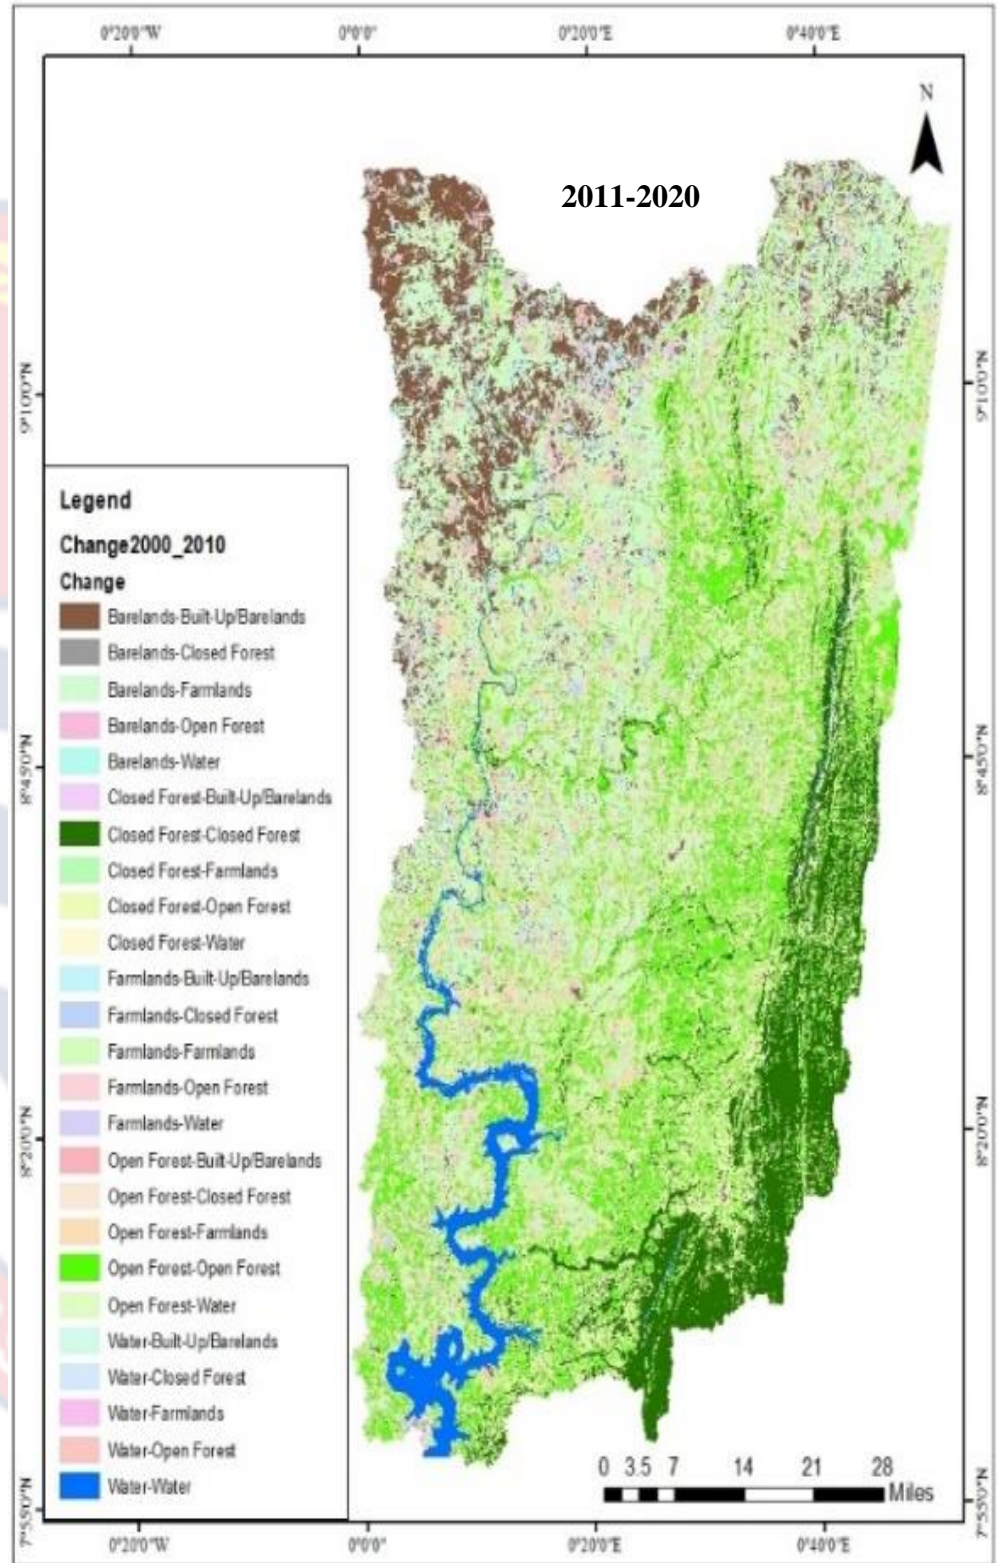 0°20'0"W 0°0'0" 0°20'0"E 0°40'0"E
N
2011-2020
9°10'0"N 9°10'0"N
Legend
Change2000_2010
Change
Barelands-Built-Up/Barelands
Barelands-Closed Forest
Barelands-Farmlands
Barelands-Open Forest
Barelands-Water
Closed Forest-Built-Up/Barelands
Closed Forest-Closed Forest
Closed Forest-Farmlands
Closed Forest-Open Forest
Closed Forest-Water
Farmlands-Built-Up/Barelands
Farmlands-Closed Forest
Farmlands-Farmlands
Farmlands-Open Forest
Farmlands-Water
Open Forest-Built-Up/Barelands
Open Forest-Closed Forest
Open Forest-Farmlands
Open Forest-Open Forest
Open Forest-Water
Water-Built-Up/Barelands
Water-Closed Forest
Water-Farmlands
Water-Open Forest
Water-Water
8°45'0"N 8°45'0"N
8°20'0"N 8°20'0"N
7°55'0"N 7°55'0"N
0 3.5 7 14 21 28
Miles
0°20'0"W 0°0'0" 0°20'0"E 0°40'0"E